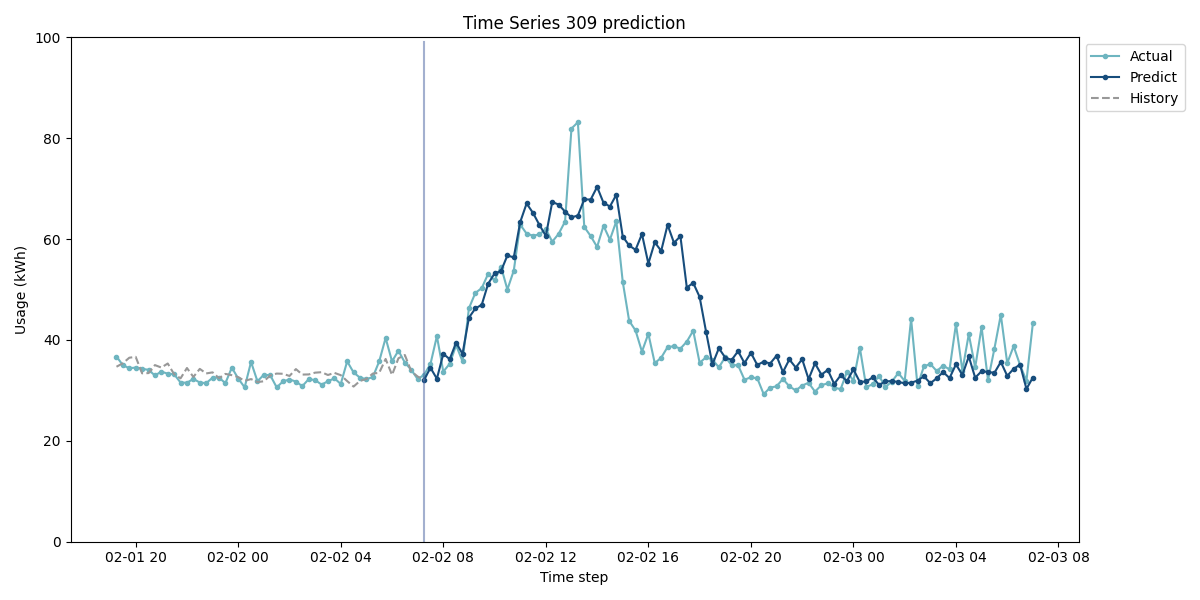 Time Series 309 prediction
100
80
60
40
20
0
Usage (kWh)
02-01 20
02-02 00
02-02 04
02-02 08
02-02 12
02-02 16
02-02 20
02-03 00
02-03 04
02-03 08
Time step
Actual
Predict
History